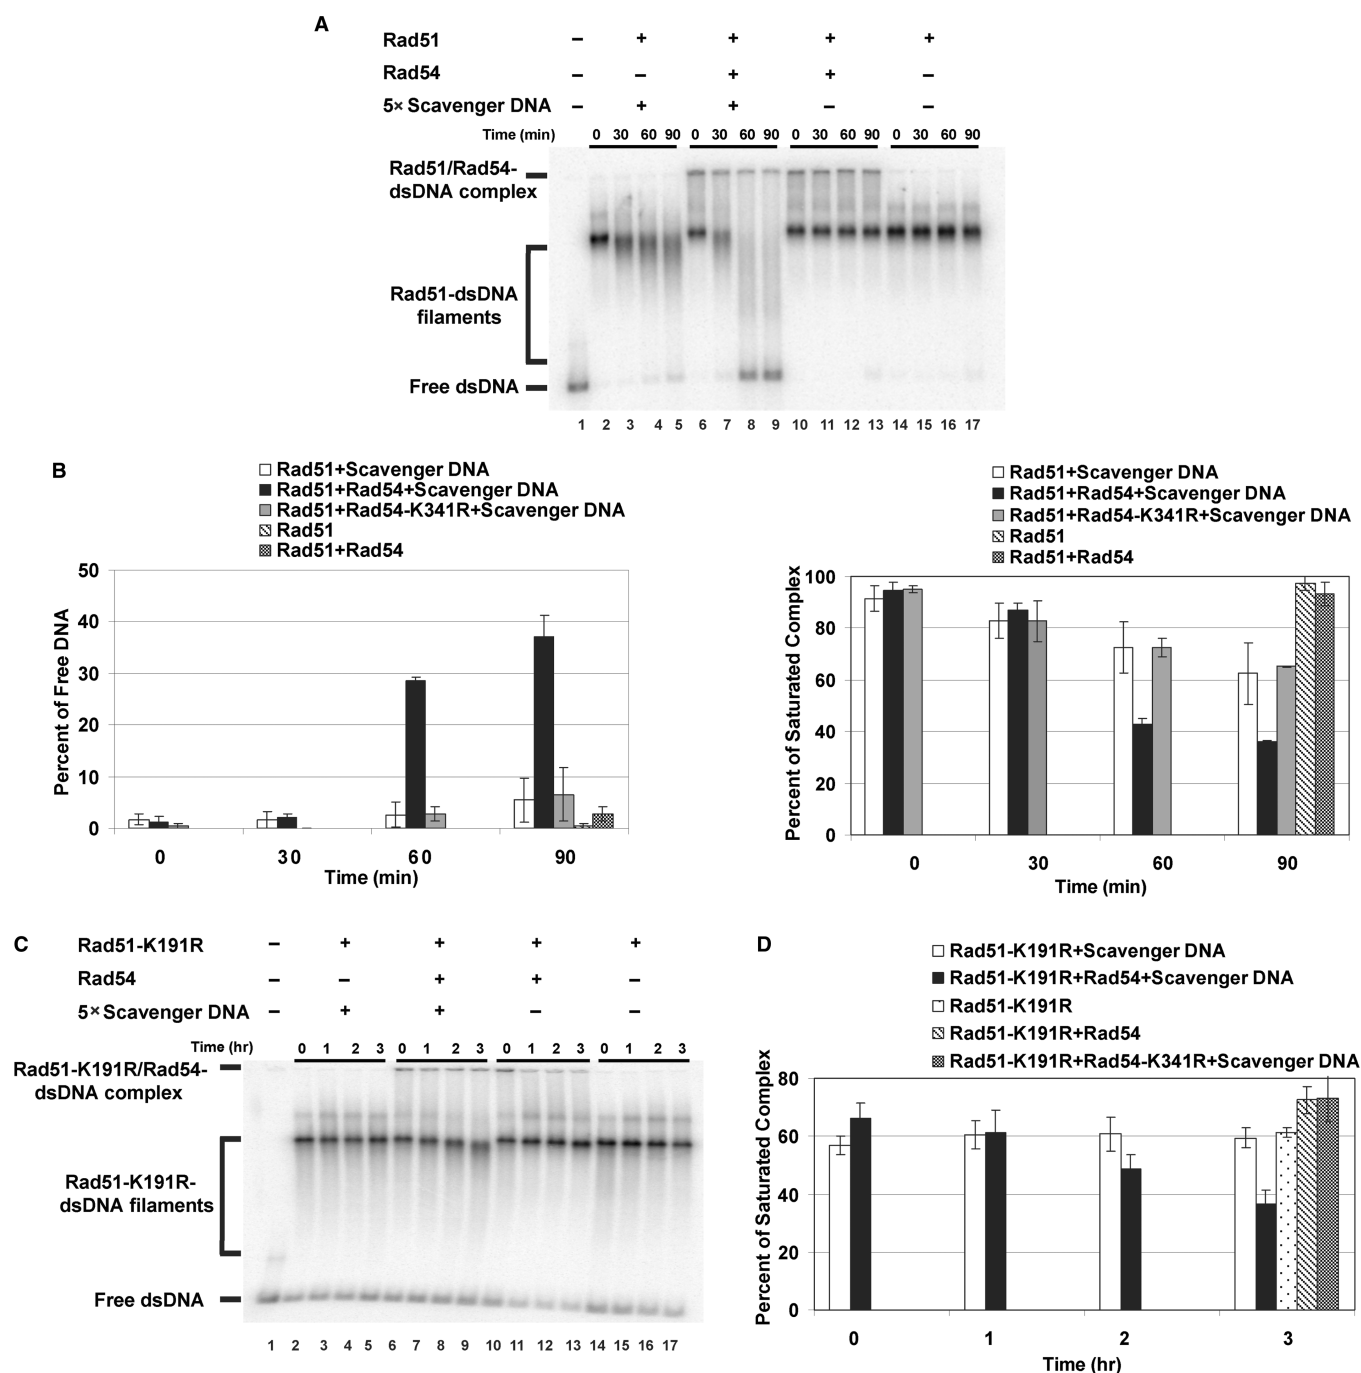 A
Rad51 – + + + +
Rad54 – – + + –
5× Scavenger DNA – + + – –
Time (min) 0 30 60 90 0 30 60 90 0 30 60 90 0 30 60 90
Rad51/Rad54-
dsDNA complex
Rad51-dsDNA
filaments
Free dsDNA
1 2 3 4 5 6 7 8 9 10 11 12 13 14 15 16 17
B
Rad51+Scavenger DNA
Rad51+Rad54+Scavenger DNA
Rad51+Rad54-K341R+Scavenger DNA
Rad51
Rad51+Rad54
Percent of Free DNA
50
40
30
20
10
0
0 30 60 90
Time (min)
Rad51+Scavenger DNA
Rad51+Rad54+Scavenger DNA
Rad51+Rad54-K341R+Scavenger DNA
Rad51
Rad51+Rad54
Percent of Saturated Complex
100
80
60
40
20
0
0 30 60 90
Time (min)
C
Rad51-K191R – + + + +
Rad54 – – + + –
5× Scavenger DNA – + + – –
Time (hr) 0 1 2 3 0 1 2 3 0 1 2 3 0 1 2 3
Rad51-K191R/Rad54-
dsDNA complex
Rad51-K191R-
dsDNA filaments
Free dsDNA
1 2 3 4 5 6 7 8 9 10 11 12 13 14 15 16 17
D
Rad51-K191R+Scavenger DNA
Rad51-K191R+Rad54+Scavenger DNA
Rad51-K191R
Rad51-K191R+Rad54
Rad51-K191R+Rad54-K341R+Scavenger DNA
Percent of Saturated Complex
80
60
40
20
0
0 1 2 3
Time (hr)